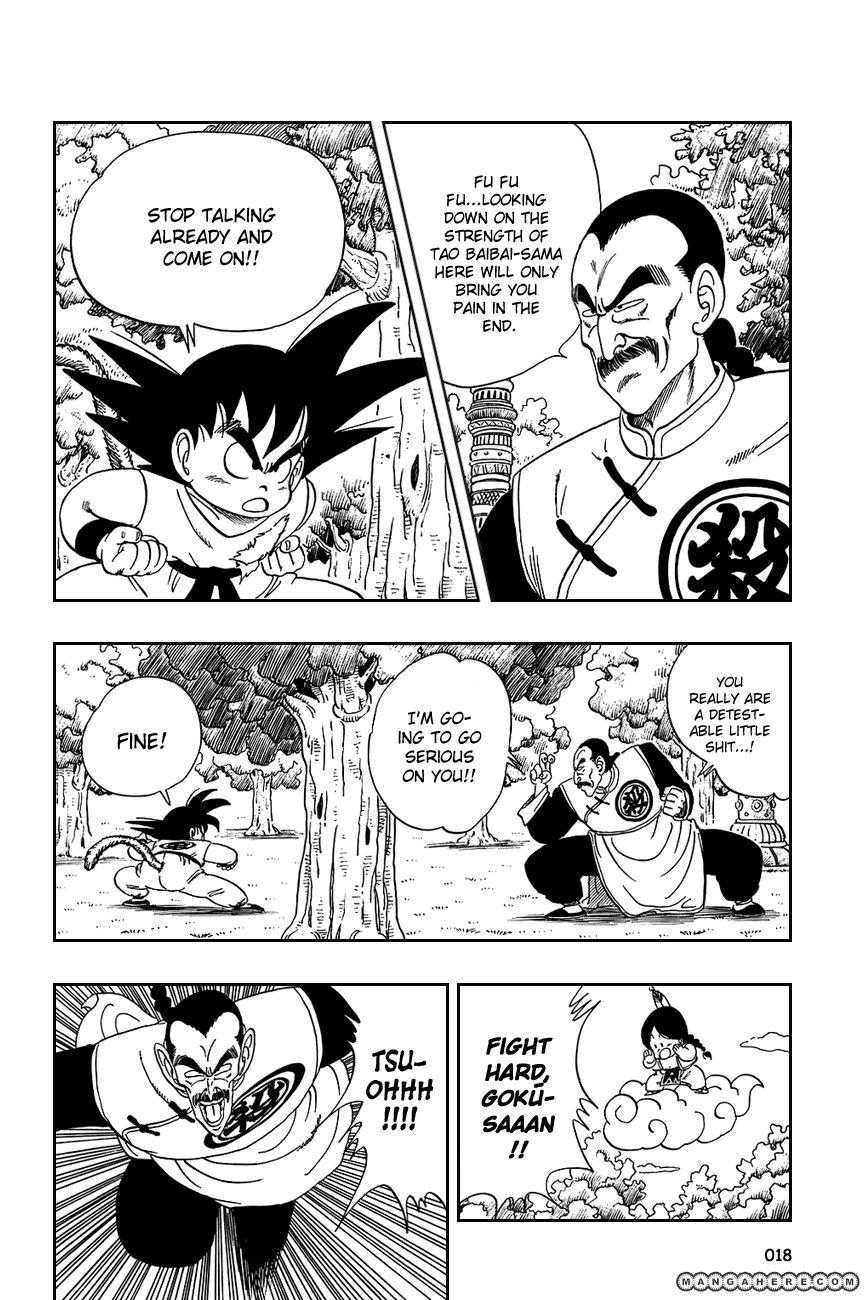 FU FU
FU...LOOKING
DOWN ON THE
STRENGTH OF
TAO BAIBAI-SAMA
HERE WILL ONLY
BRING YOU
PAIN IN THE
END.
殺
STOP TALKING
ALREADY AND
COME ON!!
YOU
REALLY ARE
A DETEST-
ABLE LITTLE
SHIT...!
殺
I'M GO-
ING TO GO
SERIOUS
ON YOU!!
FINE!
FIGHT
HARD,
GOKŪ-
SAAAN
!!
TSU-
OHHH
!!!!
殺
018
MANGAHERE.COM